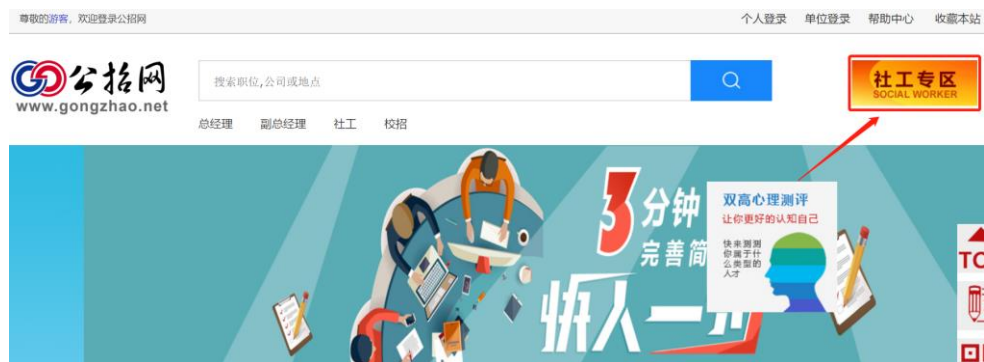 尊敬的游客，欢迎登录公招网
个人登录 单位登录 帮助中心 收藏本站
公招网
www.gongzhao.net
搜索职位,公司或地点
社工专区
SOCIAL WORKER
总经理 副总经理 社工 校招
3分钟
完善简
快人一
双高心理测评
让你更好的认知自己
快来测测
你属于什
么类型的
人才